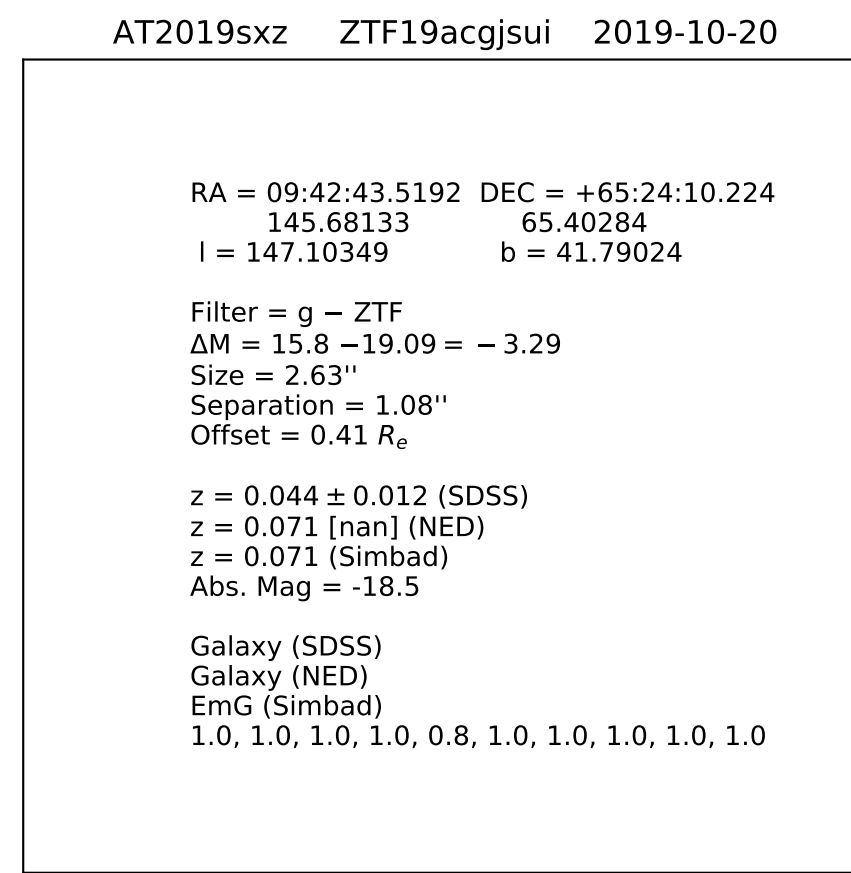 AT2019sxz ZTF19acgjsui 2019-10-20
RA = 09:42:43.5192 DEC = +65:24:10.224
145.68133 65.40284
l = 147.10349 b = 41.79024
Filter = g − ZTF
ΔM = 15.8 −19.09 = − 3.29
Size = 2.63''
Separation = 1.08''
Offset = 0.41 Rₑ
z = 0.044 ± 0.012 (SDSS)
z = 0.071 [nan] (NED)
z = 0.071 (Simbad)
Abs. Mag = -18.5
Galaxy (SDSS)
Galaxy (NED)
EmG (Simbad)
1.0, 1.0, 1.0, 1.0, 0.8, 1.0, 1.0, 1.0, 1.0, 1.0